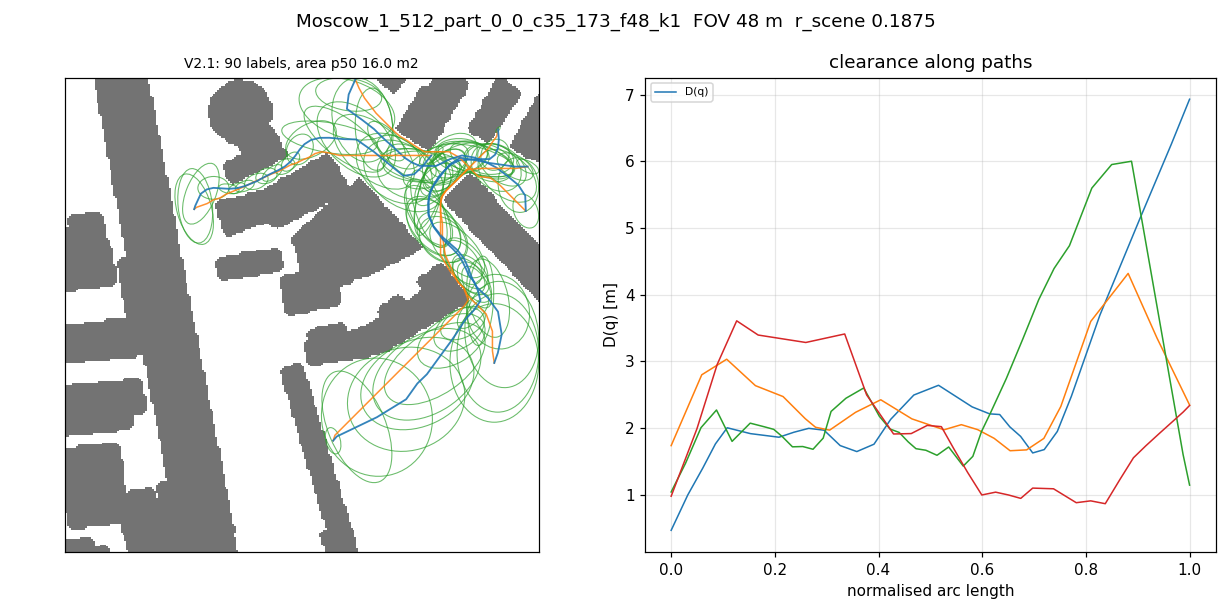 Moscow_1_512_part_0_0_c35_173_f48_k1 FOV 48 m r_scene 0.1875
V2.1: 90 labels, area p50 16.0 m2
clearance along paths
D(q)
D(q) [m]
7
6
5
4
3
2
1
0.0 0.2 0.4 0.6 0.8 1.0
normalised arc length